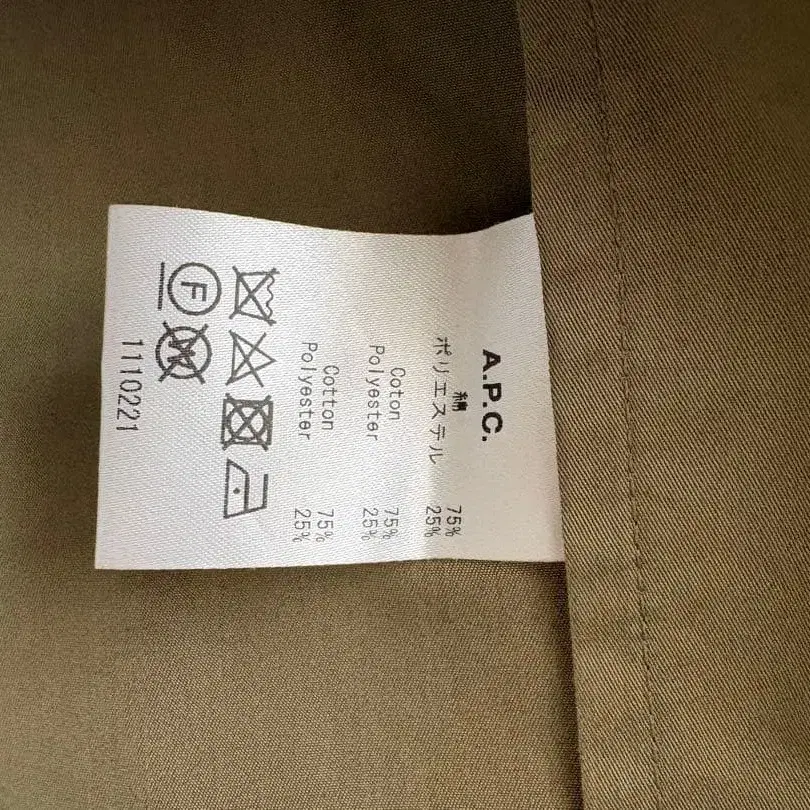 A.P.C.
綿 75%
ポリエステル 25%
Coton 75%
Polyester 25%
Cotton 75%
Polyester 25%
F
W
1110221